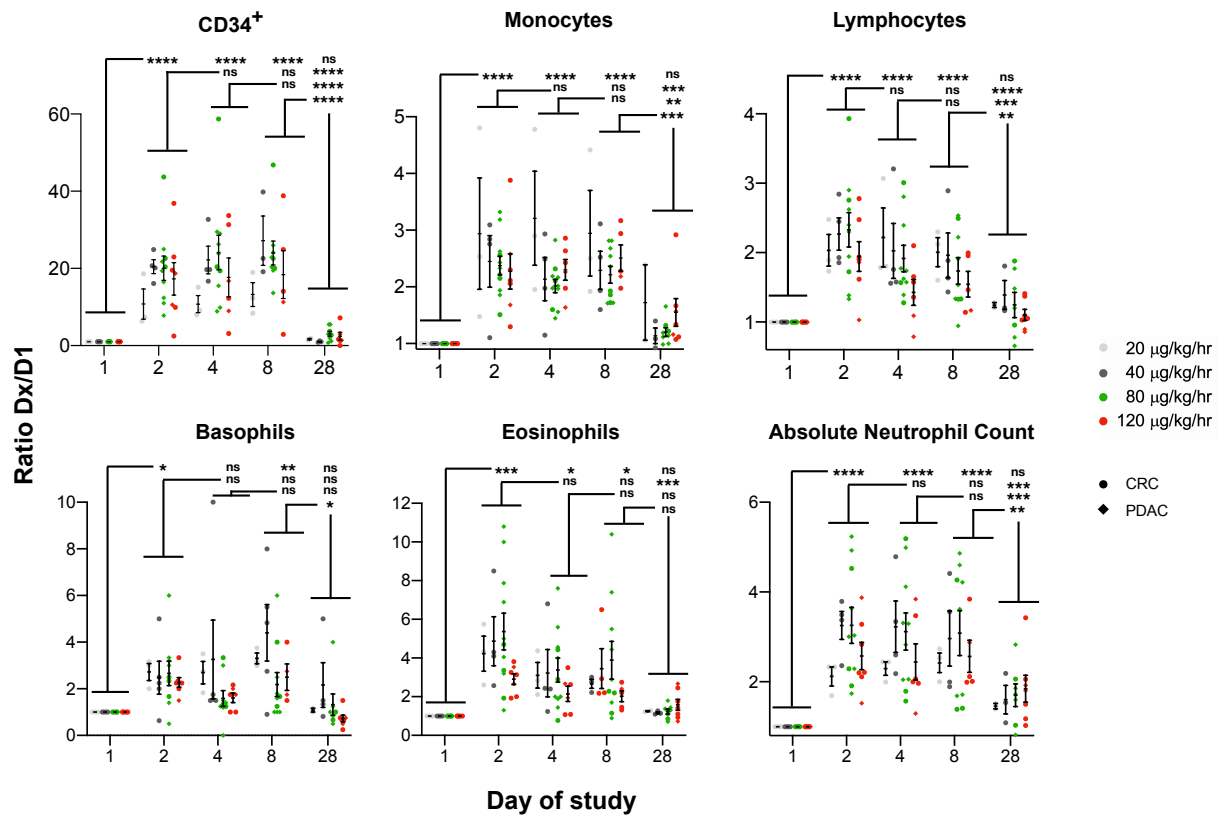 CD34+
Monocytes
Lymphocytes
**** **** **** ns
ns ns ****
ns ****
****
60
40
20
0
1 2 4 8 28
**** **** **** ns
ns ns ***
ns **
***
5
4
3
2
1
1 2 4 8 28
**** **** **** ns
ns ns ****
ns ***
**
4
3
2
1
1 2 4 8 28
20 µg/kg/hr
40 µg/kg/hr
80 µg/kg/hr
120 µg/kg/hr
CRC
PDAC
Ratio Dx/D1
Basophils
Eosinophils
Absolute Neutrophil Count
* ns ** ns
ns ns ns
ns ns
*
10
8
6
4
2
0
1 2 4 8 28
*** * * ns
ns ns ***
ns ns
ns
12
10
8
6
4
2
0
1 2 4 8 28
**** **** **** ns
ns ns ***
ns ***
**
6
4
2
1 2 4 8 28
Day of study